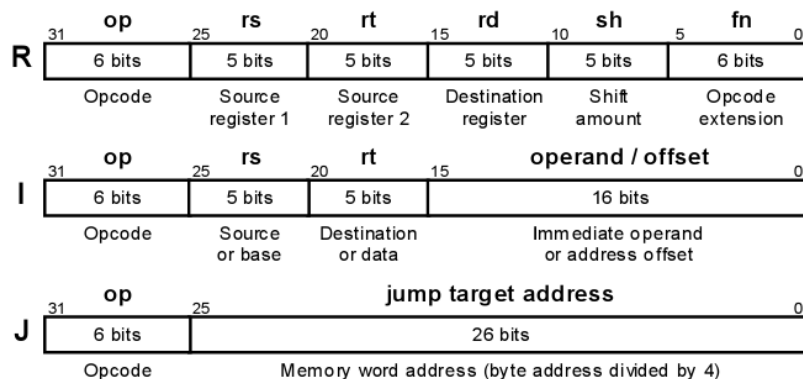 op rs rt rd sh fn
31 25 20 15 10 5 0
R 6 bits 5 bits 5 bits 5 bits 5 bits 6 bits
Opcode Source Source Destination Shift Opcode
register 1 register 2 register amount extension
op rs rt operand / offset
31 25 20 15 0
I 6 bits 5 bits 5 bits 16 bits
Opcode Source Destination Immediate operand
or base or data or address offset
op jump target address
31 25 0
J 6 bits 26 bits
Opcode Memory word address (byte address divided by 4)